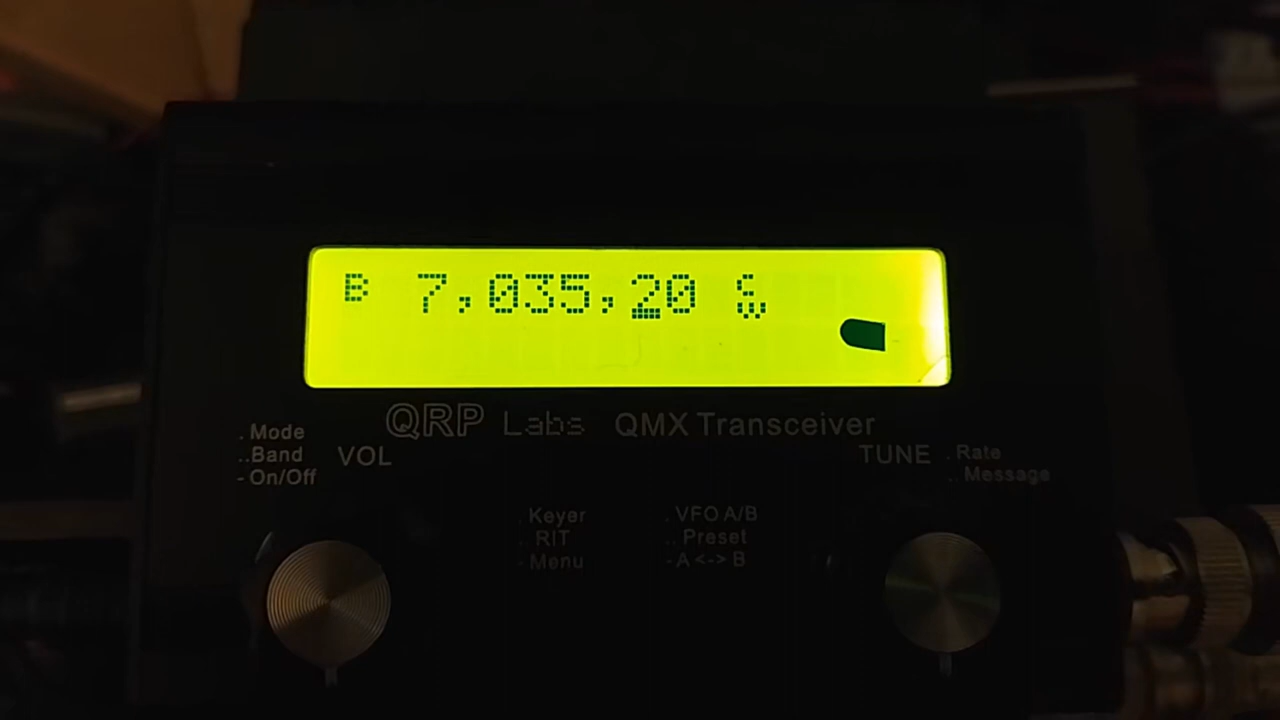 B 7,035,20 CW
QRP Labs QMX Transceiver
. Mode
..Band
- On/Off
VOL
TUNE
. Rate
.. Message
. Keyer
.. RIT
- Menu
. VFO A/B
.. Preset
- A <-> B